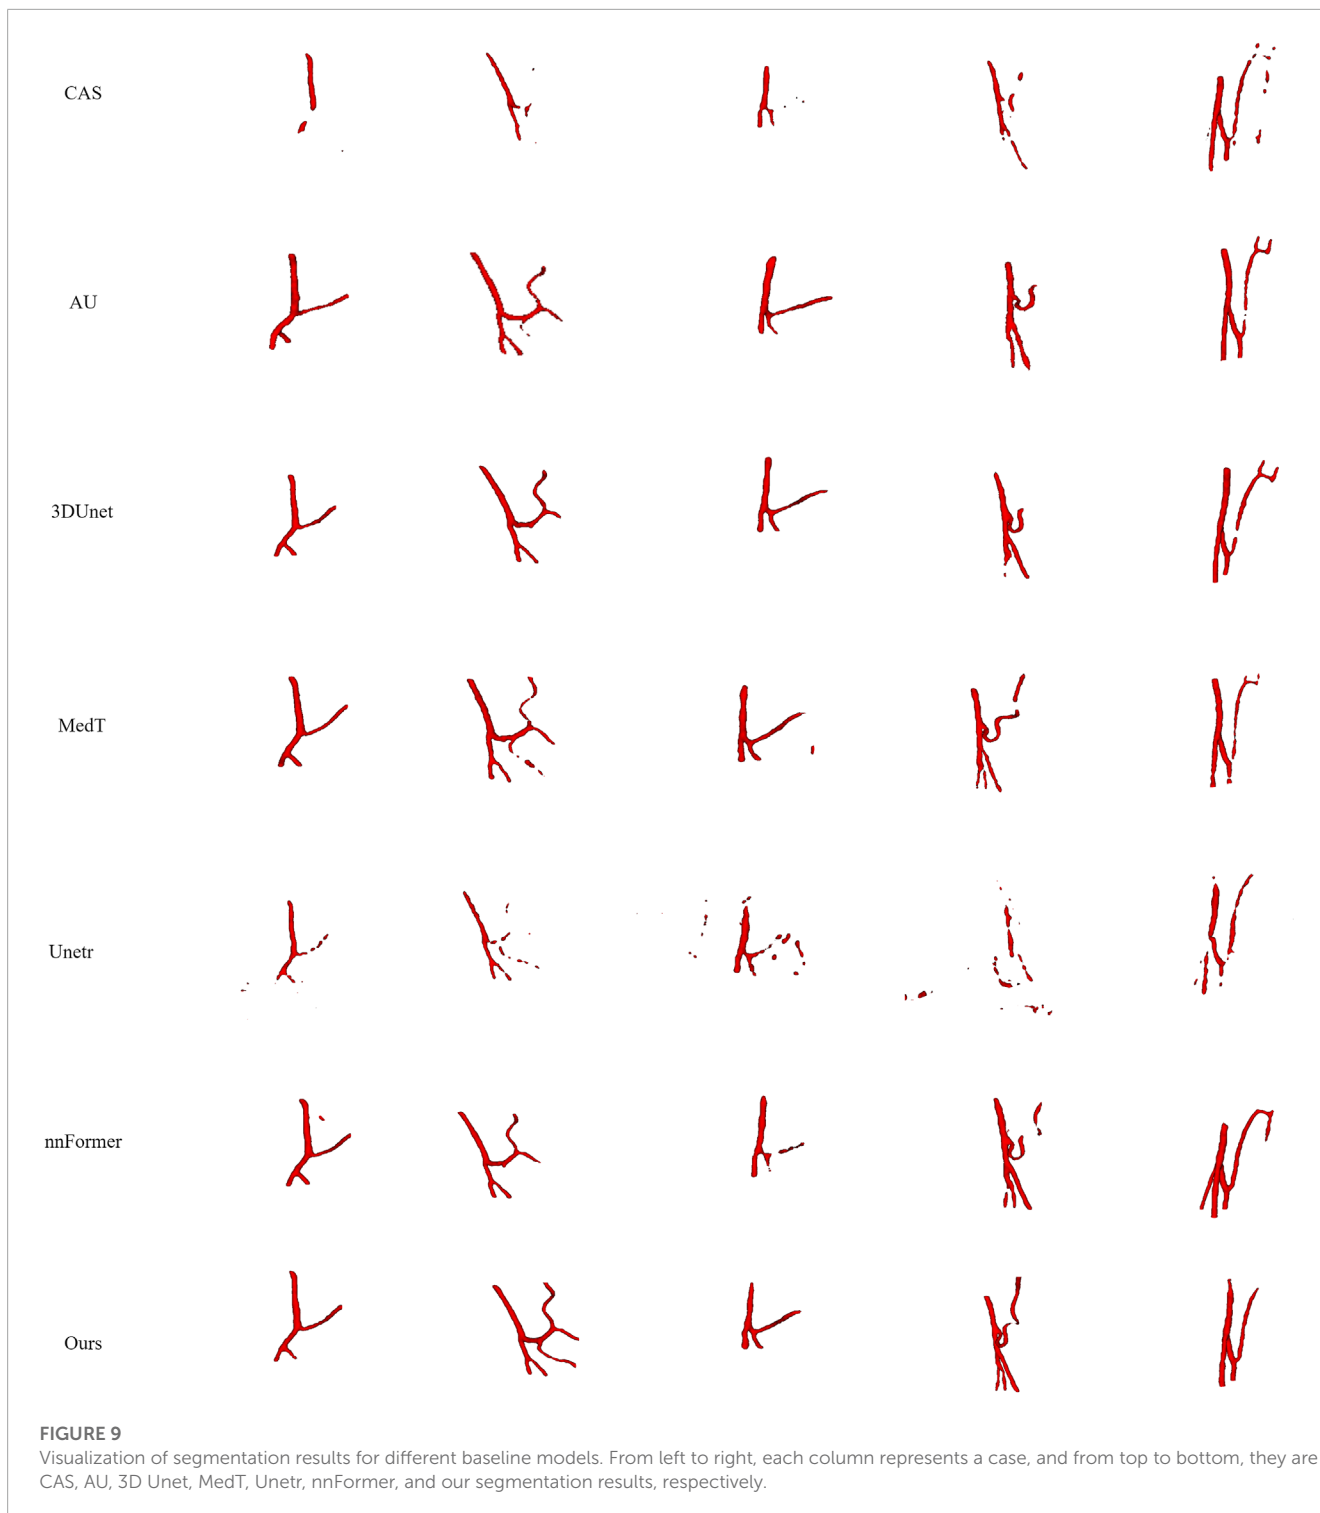 CAS
AU
3DUnet
MedT
Unetr
nnFormer
Ours
FIGURE 9
Visualization of segmentation results for different baseline models. From left to right, each column represents a case, and from top to bottom, they are
CAS, AU, 3D Unet, MedT, Unetr, nnFormer, and our segmentation results, respectively.